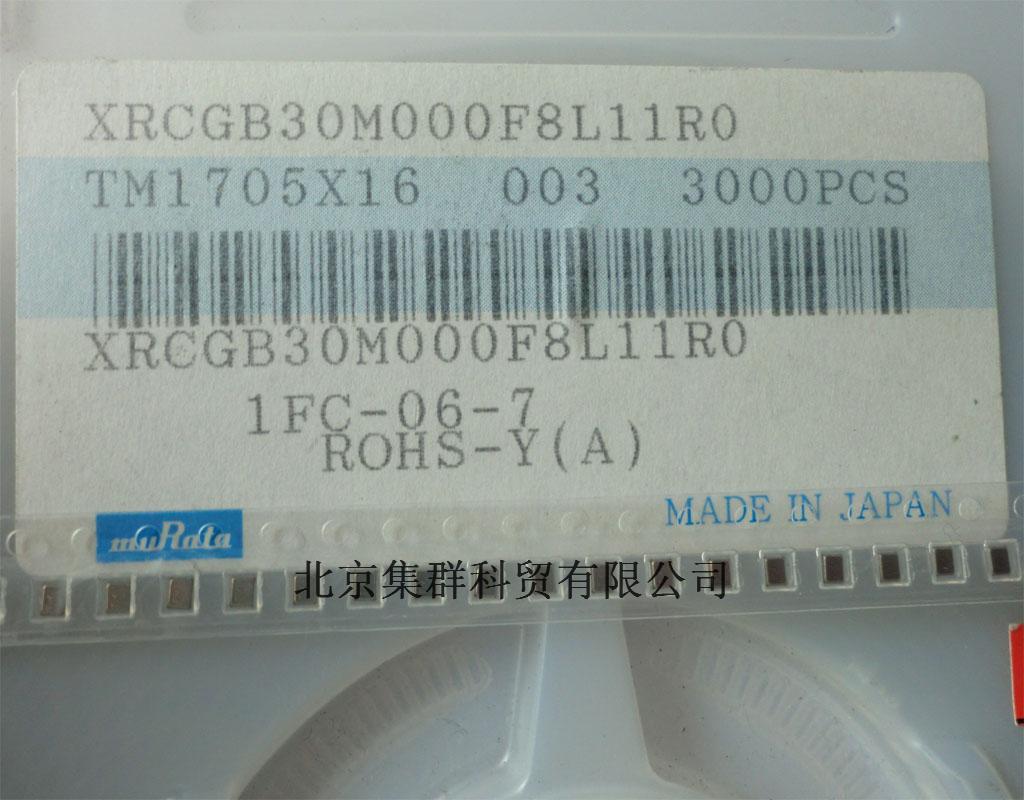 XRCGB30M000F8L11R0
TM1705X16 003 3000PCS
XRCGB30M000F8L11R0
1FC-06-7
ROHS-Y(A)
MADE IN JAPAN
muRata
北京集群科贸有限公司